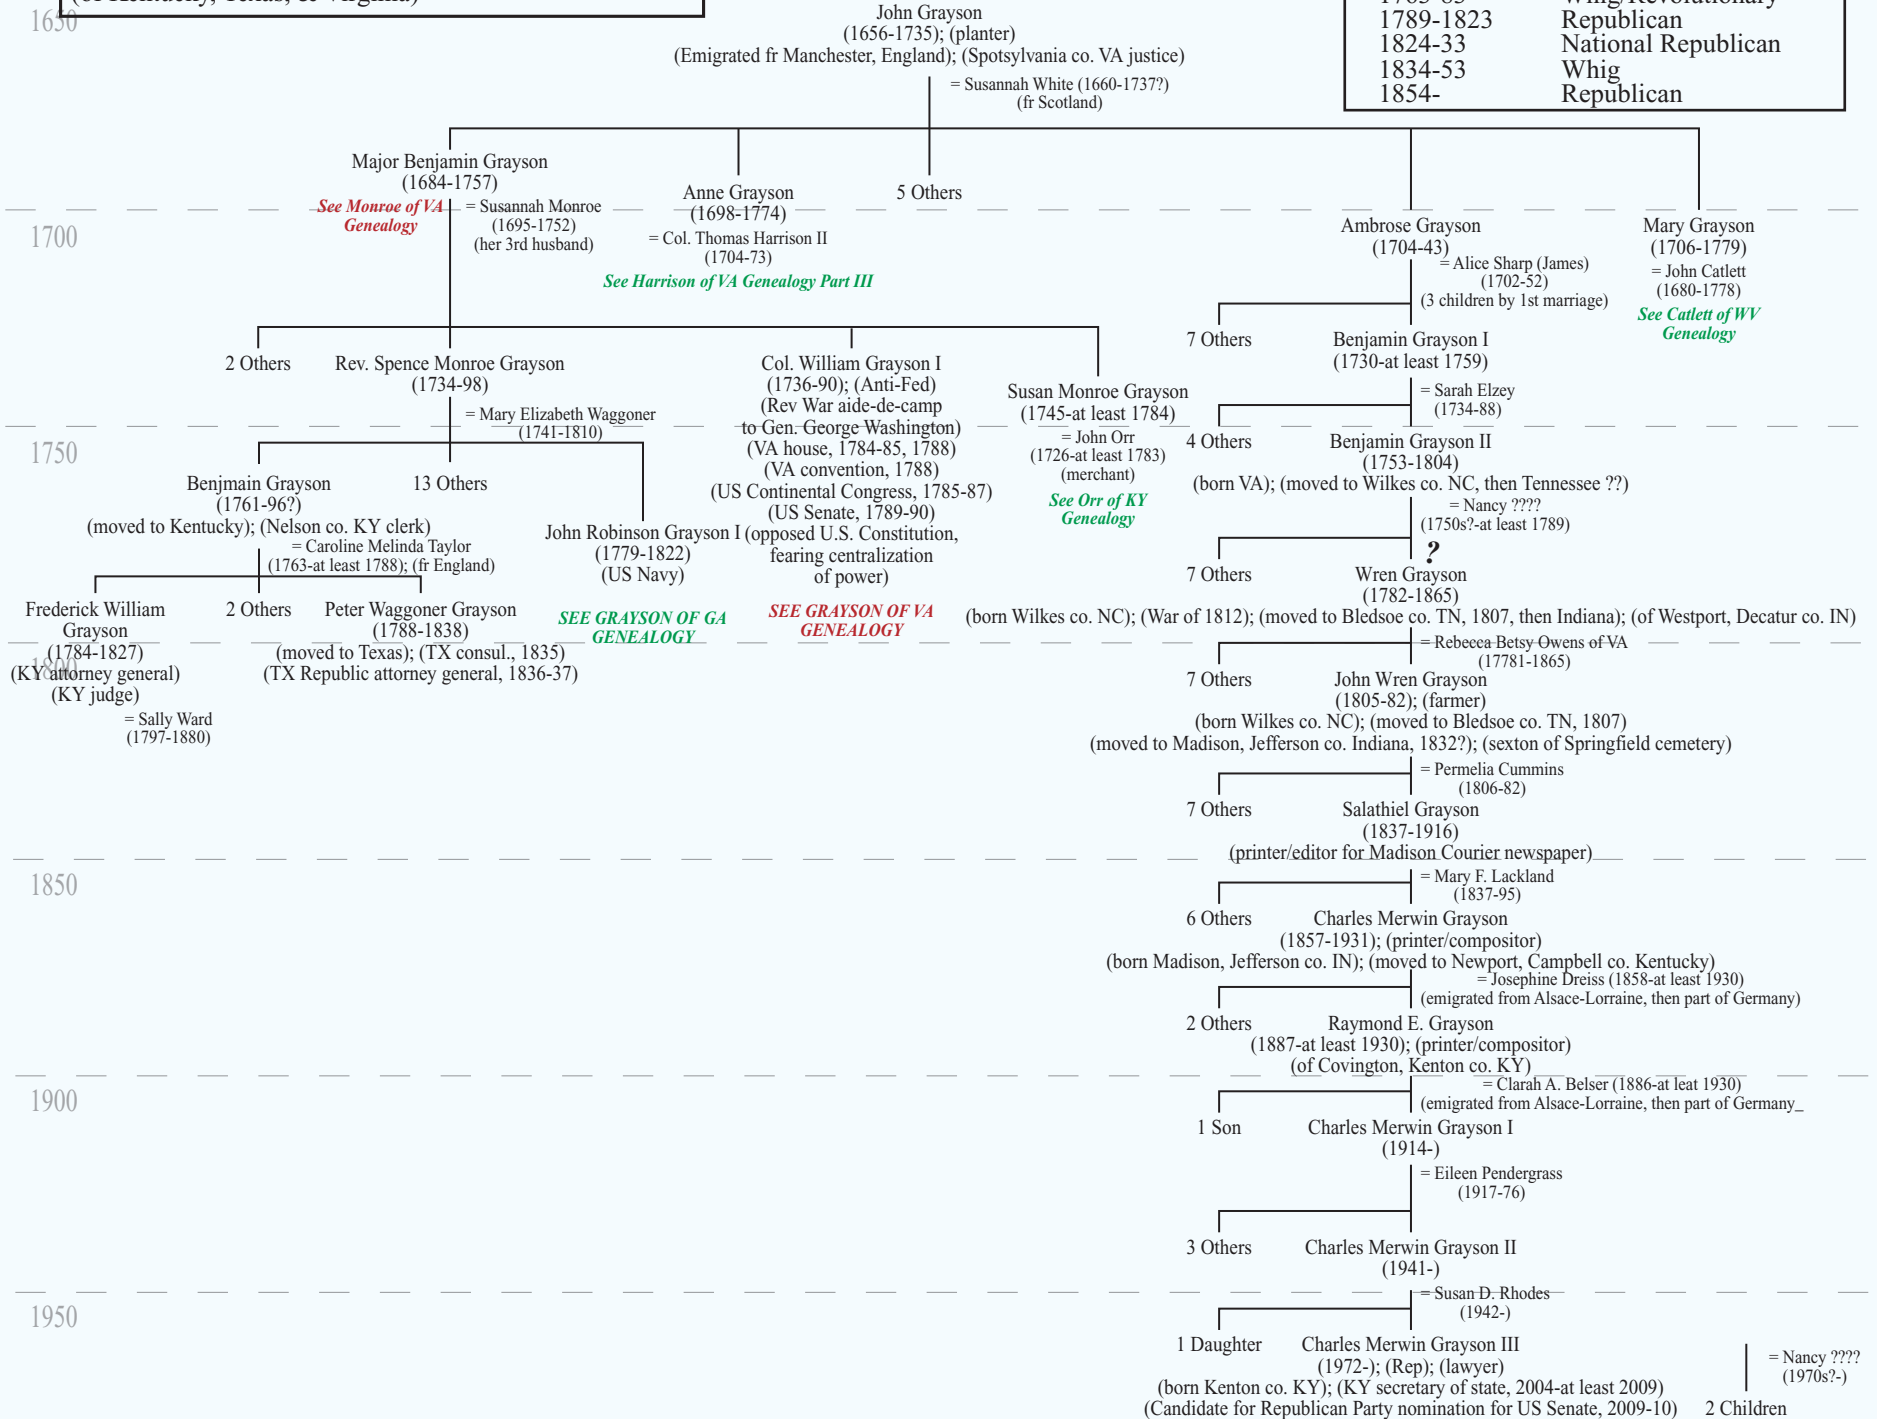 (of Kentucky, Texas, & Virginia)
1650
John Grayson
(1656-1735); (planter)
(Emigrated fr Manchester, England); (Spotsylvania co. VA justice)
= Susannah White (1660-1737?)
(fr Scotland)
1789-1823 Republican
1824-33 National Republican
1834-53 Whig
1854- Republican
Major Benjamin Grayson
(1684-1757)
See Monroe of VA
Genealogy
= Susannah Monroe
(1695-1752)
(her 3rd husband)
Anne Grayson
(1698-1774)
= Col. Thomas Harrison II
(1704-73)
See Harrison of VA Genealogy Part III
5 Others
Ambrose Grayson
(1704-43)
= Alice Sharp (James)
(1702-52)
(3 children by 1st marriage)
Mary Grayson
(1706-1779)
= John Catlett
(1680-1778)
See Catlett of WV
Genealogy
1700
2 Others
Rev. Spence Monroe Grayson
(1734-98)
= Mary Elizabeth Waggoner
(1741-1810)
Col. William Grayson I
(1736-90); (Anti-Fed)
(Rev War aide-de-camp
to Gen. George Washington)
(VA house, 1784-85, 1788)
(VA convention, 1788)
(US Continental Congress, 1785-87)
(US Senate, 1789-90)
(opposed U.S. Constitution,
fearing centralization
of power)
SEE GRAYSON OF VA
GENEALOGY
Susan Monroe Grayson
(1745-at least 1784)
= John Orr
(1726-at least 1783)
(merchant)
See Orr of KY
Genealogy
7 Others
Benjamin Grayson I
(1730-at least 1759)
= Sarah Elzey
(1734-88)
1750
Benjmain Grayson
(1761-96?)
(moved to Kentucky); (Nelson co. KY clerk)
= Caroline Melinda Taylor
(1763-at least 1788); (fr England)
13 Others
John Robinson Grayson I
(1779-1822)
(US Navy)
SEE GRAYSON OF GA
GENEALOGY
4 Others
Benjamin Grayson II
(1753-1804)
(born VA); (moved to Wilkes co. NC, then Tennessee ??)
= Nancy ????
(1750s?-at least 1789)
?
Frederick William
Grayson
(1784-1827)
(KY attorney general)
(KY judge)
= Sally Ward
(1797-1880)
2 Others
Peter Waggoner Grayson
(1788-1838)
(moved to Texas); (TX consul., 1835)
(TX Republic attorney general, 1836-37)
7 Others
Wren Grayson
(1782-1865)
(born Wilkes co. NC); (War of 1812); (moved to Bledsoe co. TN, 1807, then Indiana); (of Westport, Decatur co. IN)
= Rebecca Betsy Owens of VA
(17781-1865)
1800
7 Others
John Wren Grayson
(1805-82); (farmer)
(born Wilkes co. NC); (moved to Bledsoe co. TN, 1807)
(moved to Madison, Jefferson co. Indiana, 1832?); (sexton of Springfield cemetery)
= Permelia Cummins
(1806-82)
7 Others
Salathiel Grayson
(1837-1916)
(printer/editor for Madison Courier newspaper)
= Mary F. Lackland
(1837-95)
1850
6 Others
Charles Merwin Grayson
(1857-1931); (printer/compositor)
(born Madison, Jefferson co. IN); (moved to Newport, Campbell co. Kentucky)
= Josephine Dreiss (1858-at least 1930)
(emigrated from Alsace-Lorraine, then part of Germany)
2 Others
Raymond E. Grayson
(1887-at least 1930); (printer/compositor)
(of Covington, Kenton co. KY)
= Clarah A. Belser (1886-at leat 1930)
(emigrated from Alsace-Lorraine, then part of Germany_
1900
1 Son
Charles Merwin Grayson I
(1914-)
= Eileen Pendergrass
(1917-76)
3 Others
Charles Merwin Grayson II
(1941-)
= Susan D. Rhodes
(1942-)
1950
1 Daughter
Charles Merwin Grayson III
(1972-); (Rep); (lawyer)
(born Kenton co. KY); (KY secretary of state, 2004-at least 2009)
(Candidate for Republican Party nomination for US Senate, 2009-10)
= Nancy ????
(1970s?-)
2 Children